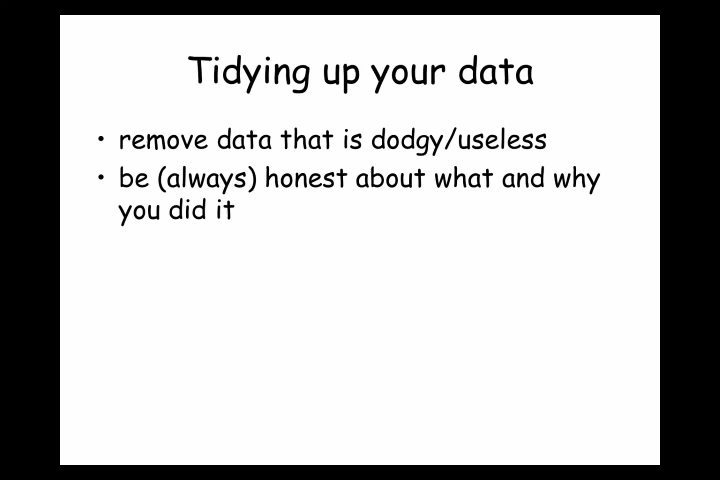 Tidying up your data
• remove data that is dodgy/useless
• be (always) honest about what and why
you did it